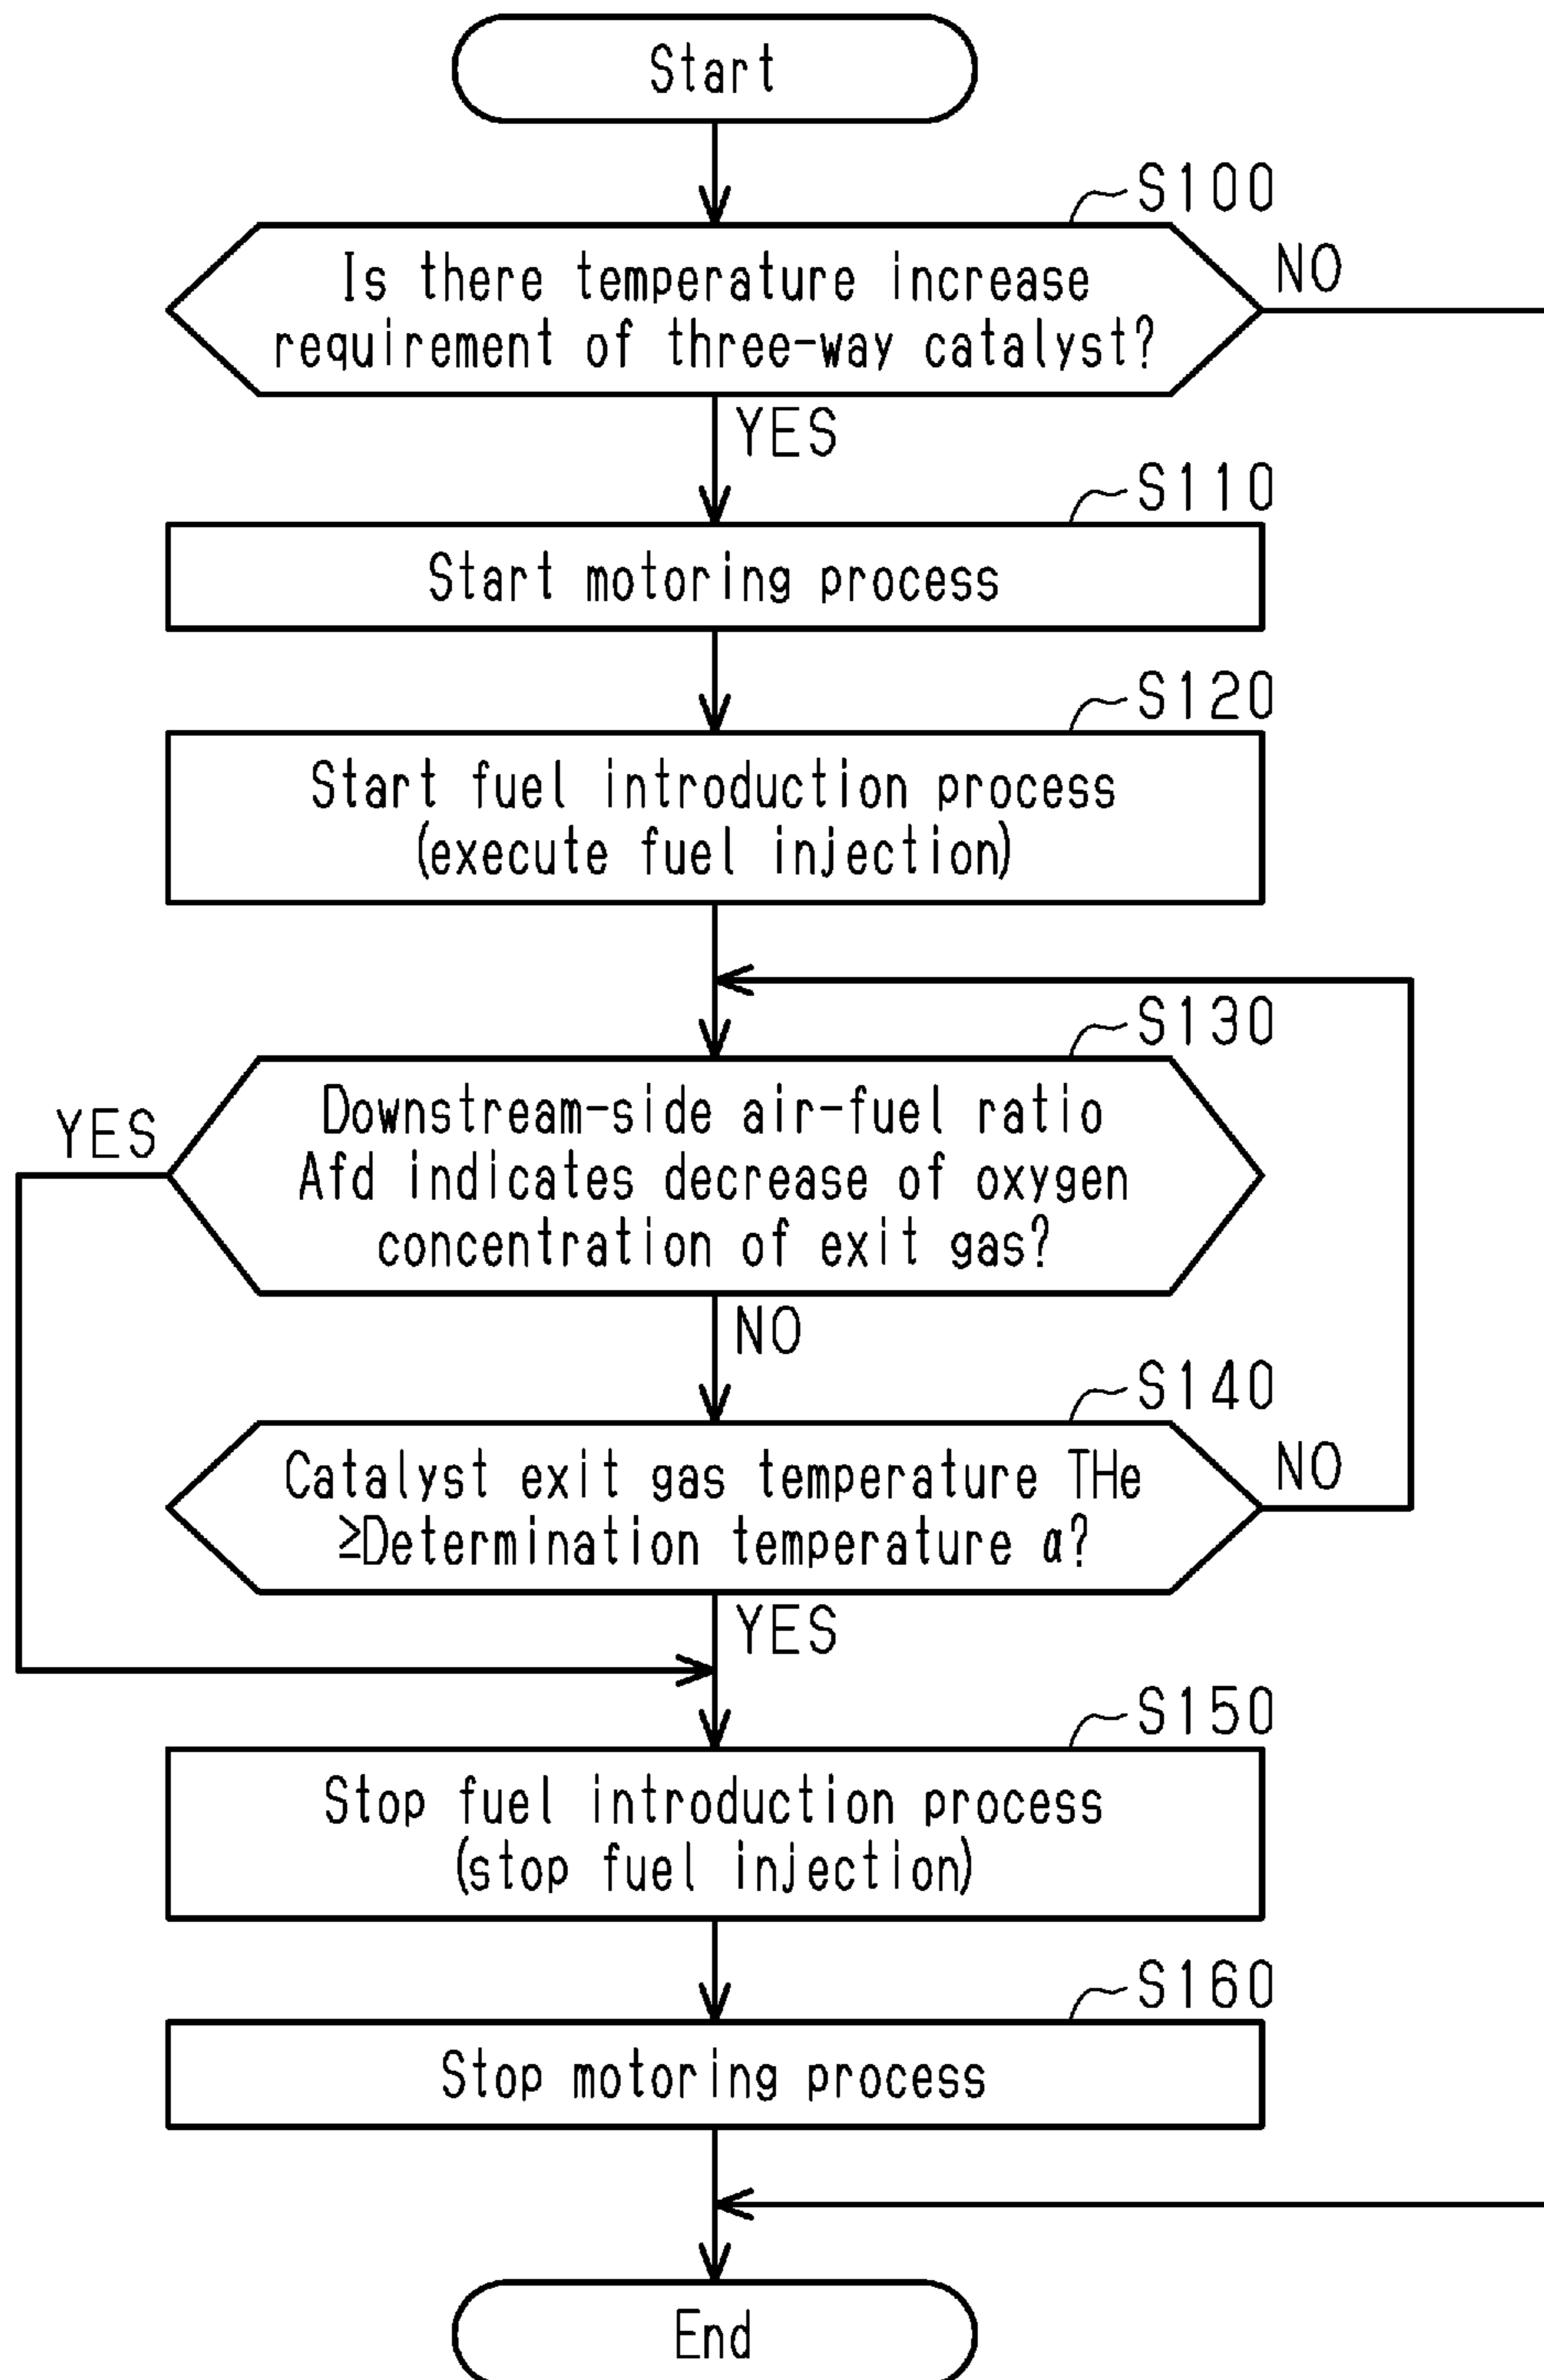 Start
S100
Is there temperature increase
requirement of three-way catalyst?
NO
YES
S110
Start motoring process
S120
Start fuel introduction process
(execute fuel injection)
S130
Downstream-side air-fuel ratio
Afd indicates decrease of oxygen
concentration of exit gas?
YES
NO
S140
Catalyst exit gas temperature THe
≥Determination temperature α?
NO
YES
S150
Stop fuel introduction process
(stop fuel injection)
S160
Stop motoring process
End